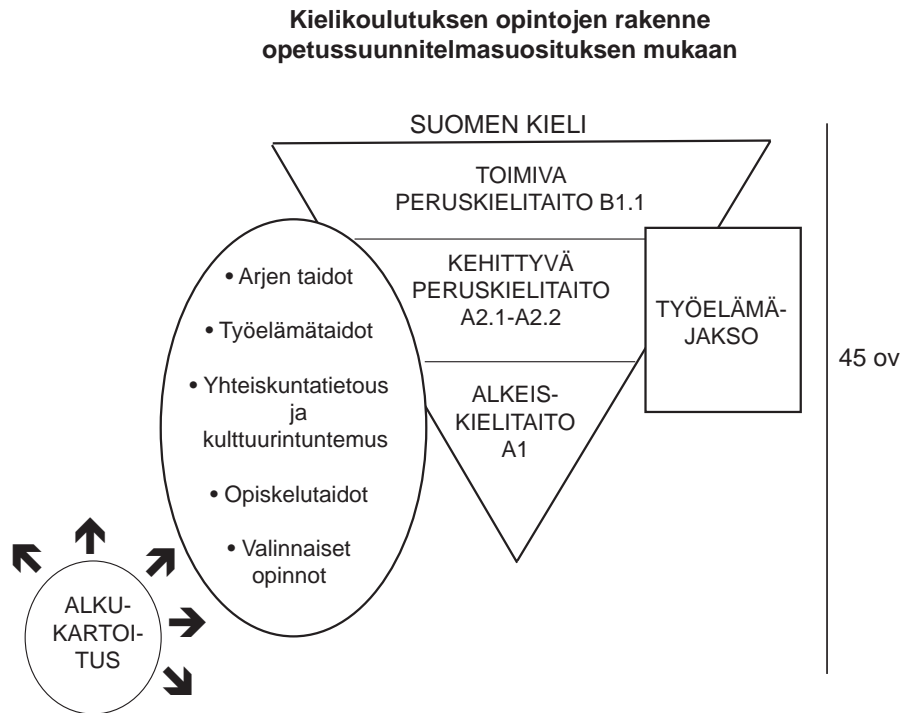 Kielikoulutuksen opintojen rakenne
opetussuunnitelmasuosituksen mukaan
SUOMEN KIELI
TOIMIVA
PERUSKIELITAITO B1.1
KEHITTYVÄ
PERUSKIELITAITO
A2.1-A2.2
ALKEIS-
KIELITAITO
A1
• Arjen taidot
• Työelämätaidot
• Yhteiskuntatietous
ja
kulttuurintuntemus
• Opiskelutaidot
• Valinnaiset
opinnot
TYÖELÄMÄ-
JAKSO
45 ov
ALKU-
KARTOI-
TUS